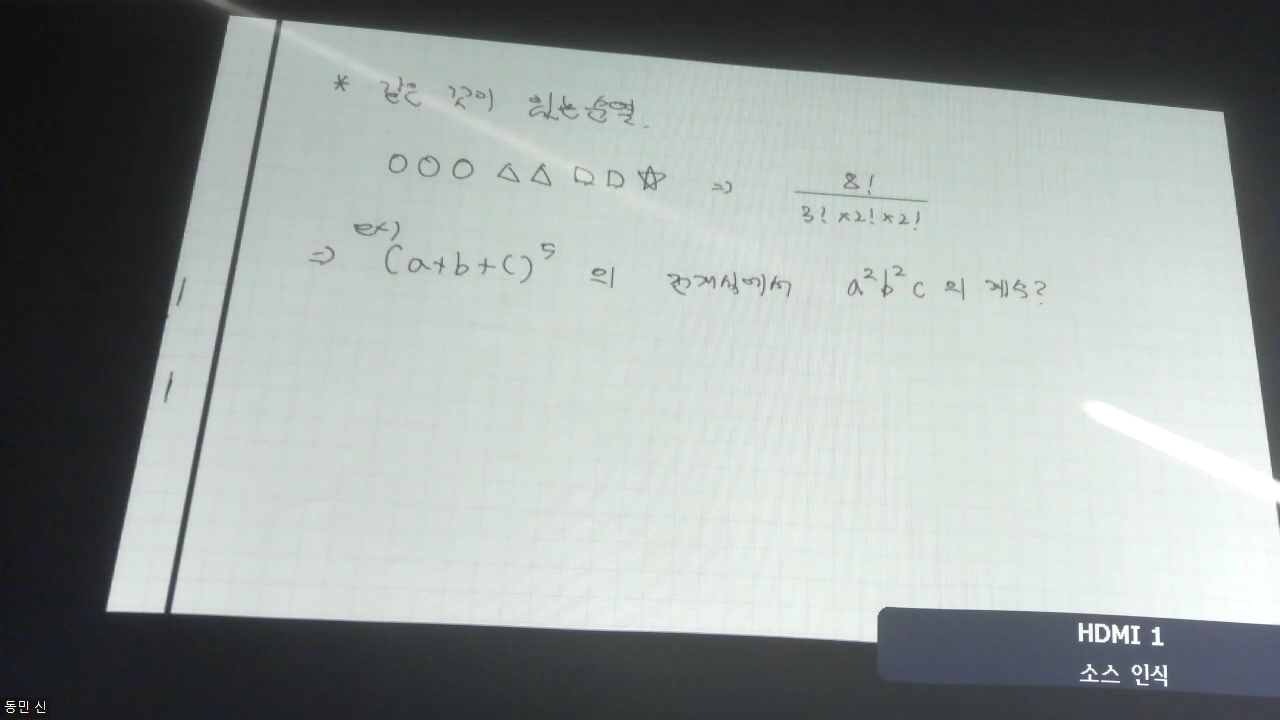 * 같은 것이 있는 순열.
○○○ △△ □□ ☆ ⇒ 8! / 3! × 2! × 2!
ex)
⇒ (a+b+c)⁵ 의 전개식에서 a²b²c 의 계수?
HDMI 1
소스 인식
동민 신